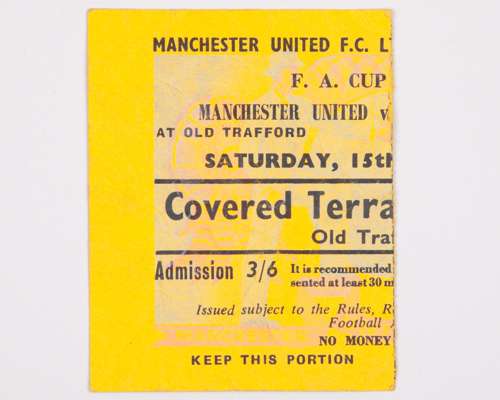 MANCHESTER UNITED F.C. L
F. A. CUP
MANCHESTER UNITED v
AT OLD TRAFFORD
SATURDAY, 15TH
Covered Terra
Old Traf
Admission 3/6
It is recommended
sented at least 30 m
Issued subject to the Rules, R
Football
NO MONEY
KEEP THIS PORTION